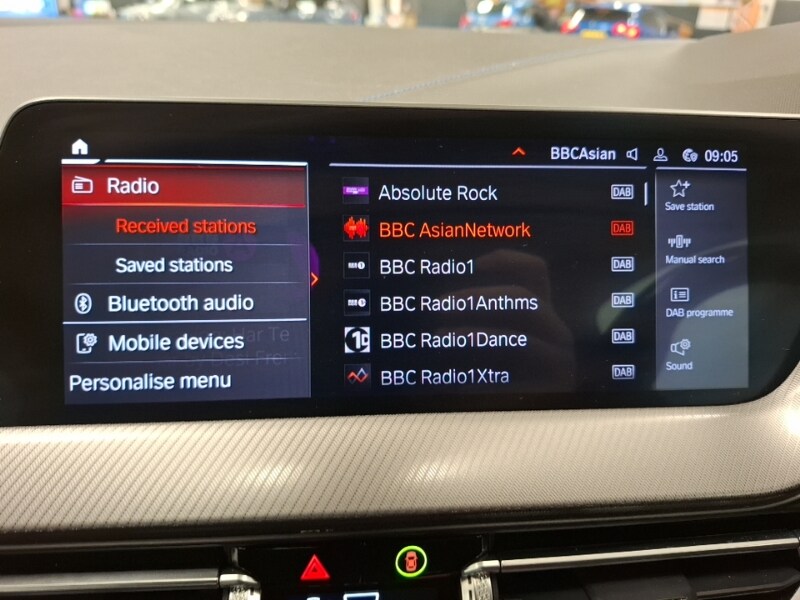 BBCAsian 09:05
Radio
Received stations
Saved stations
Bluetooth audio
Mobile devices
Personalise menu
Absolute Rock DAB
BBC AsianNetwork DAB
BBC Radio1 DAB
BBC Radio1Anthms DAB
BBC Radio1Dance DAB
BBC Radio1Xtra DAB
Save station
Manual search
DAB programme
Sound